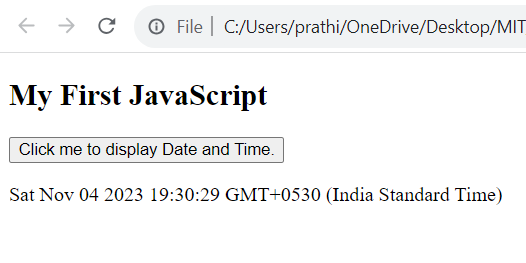 File | C:/Users/prathi/OneDrive/Desktop/MIT
My First JavaScript
Click me to display Date and Time.
Sat Nov 04 2023 19:30:29 GMT+0530 (India Standard Time)